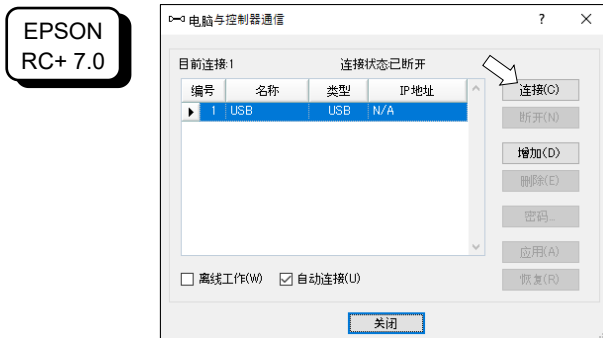 EPSON
RC+ 7.0
电脑与控制器通信
目前连接:1 连接状态:已断开
编号 名称 类型 IP地址
1 USB USB N/A
连接(C)
断开(N)
增加(D)
删除(E)
密码...
应用(A)
恢复(R)
离线工作(W) 自动连接(U)
关闭